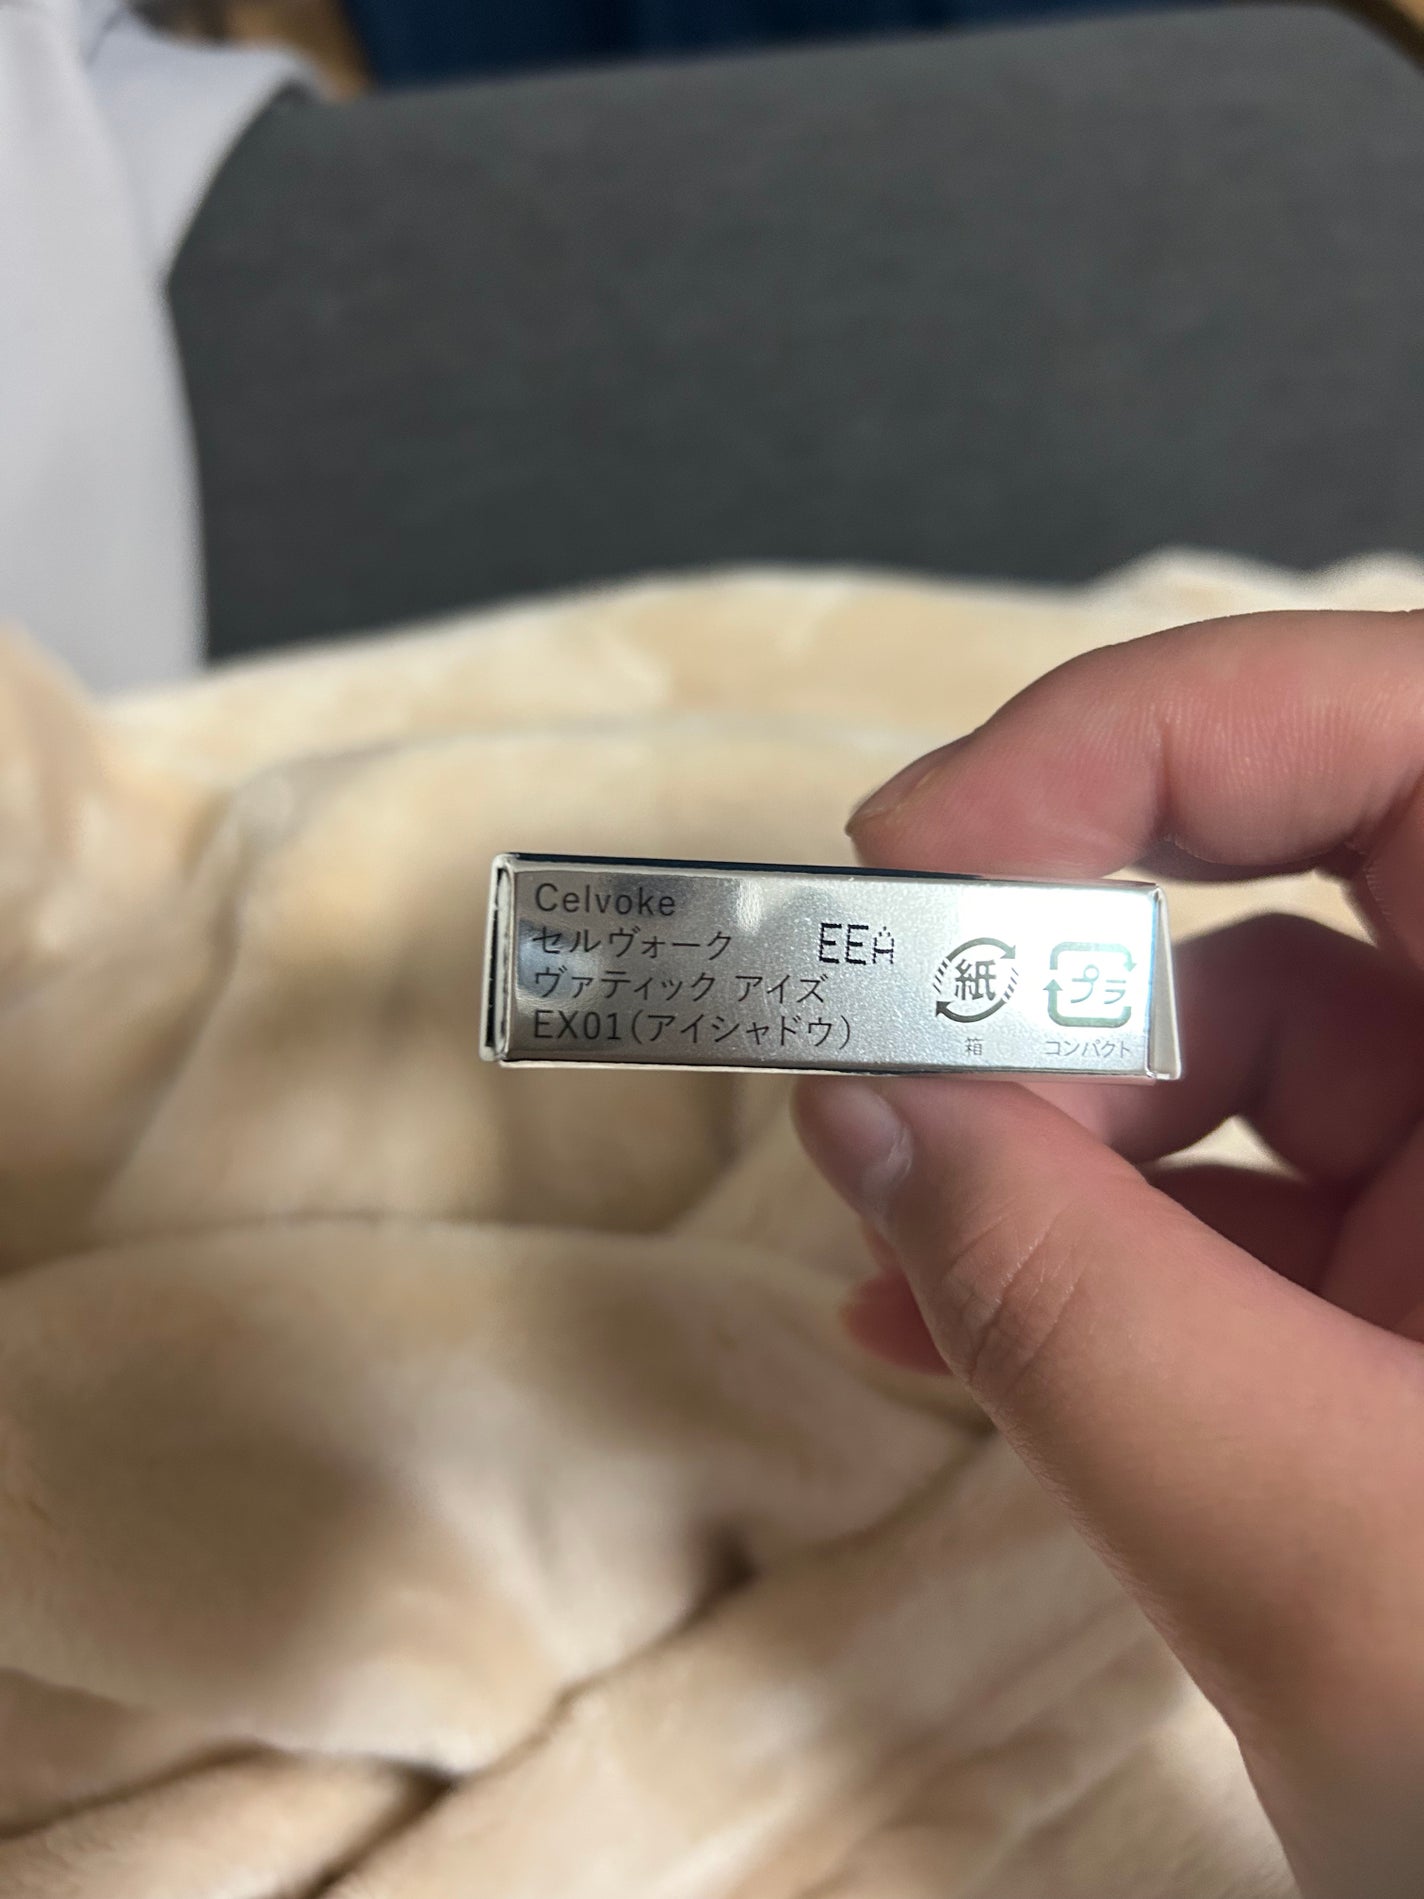 Celvoke
セルヴォーク
ヴァティック アイズ
EX01(アイシャドウ)
EEA
紙
箱
プラ
コンパクト